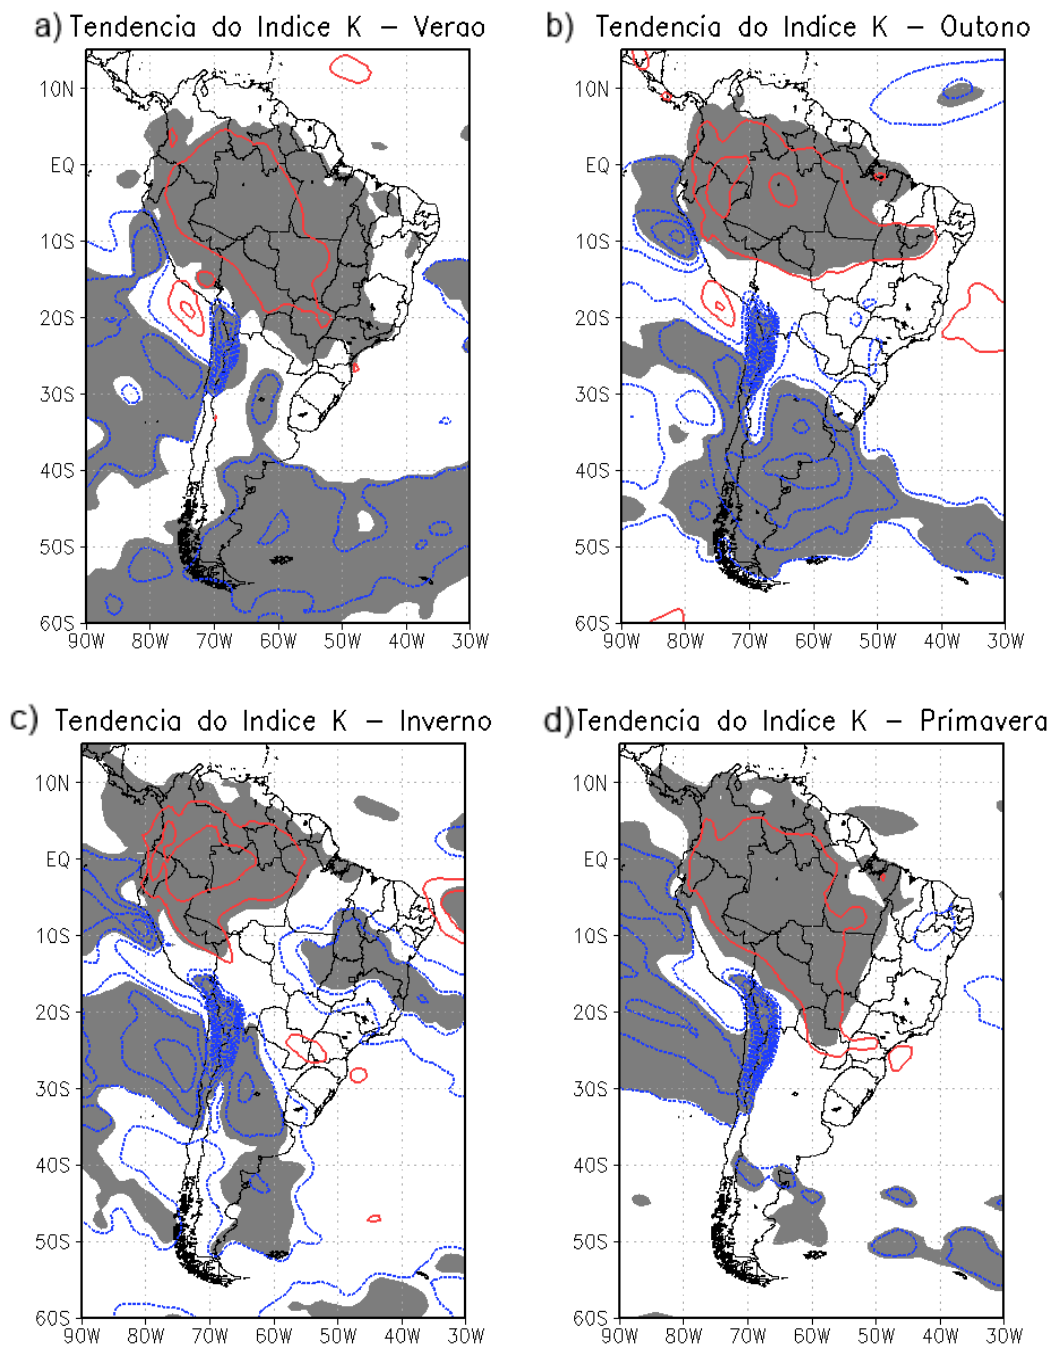 a) Tendencia do Indice K – Verao
10N
EQ
10S
20S
30S
40S
50S
60S
90W 80W 70W 60W 50W 40W 30W
b) Tendencia do Indice K – Outono
10N
EQ
10S
20S
30S
40S
50S
60S
90W 80W 70W 60W 50W 40W 30W
c) Tendencia do Indice K – Inverno
10N
EQ
10S
20S
30S
40S
50S
60S
90W 80W 70W 60W 50W 40W 30W
d) Tendencia do Indice K – Primavera
10N
EQ
10S
20S
30S
40S
50S
60S
90W 80W 70W 60W 50W 40W 30W